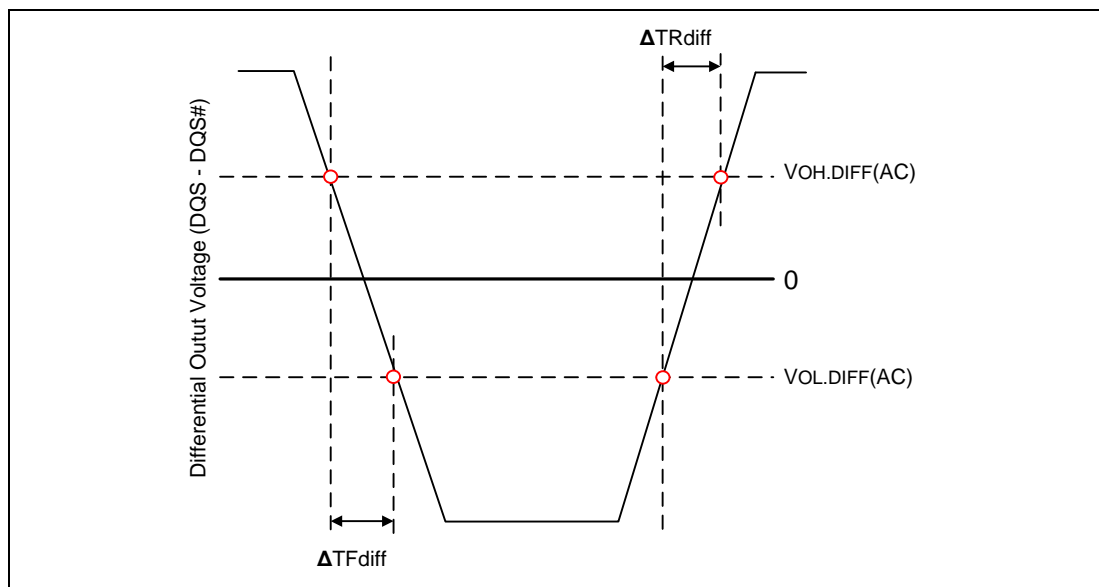 ΔTRdiff
Differential Outut Voltage (DQS - DQS#)
VOH.DIFF(AC)
0
VOL.DIFF(AC)
ΔTFdiff